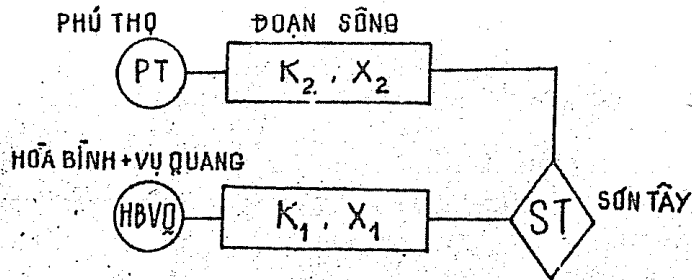 PHÚ THỌ
ĐOẠN SÔNG
PT
K₂, X₂
HÒA BÌNH + VỤ QUANG
HBVQ
K₁, X₁
ST
SƠN TÂY